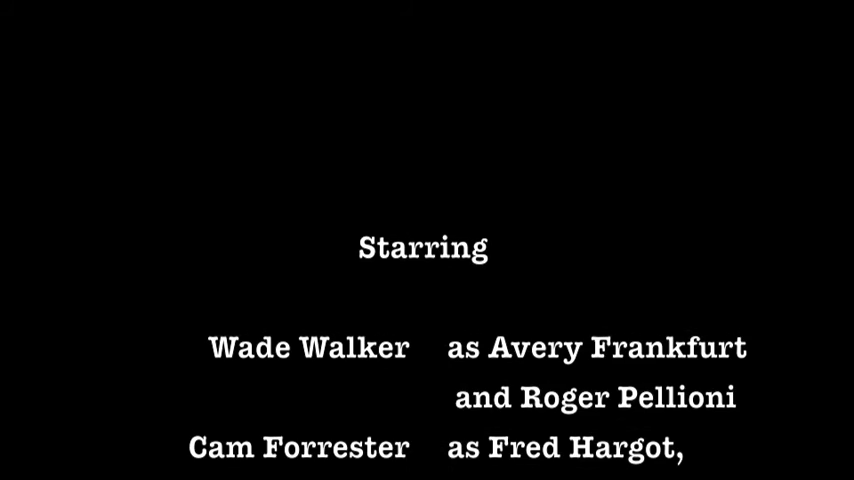 Starring
Wade Walker as Avery Frankfurt
and Roger Pellioni
Cam Forrester as Fred Hargot,